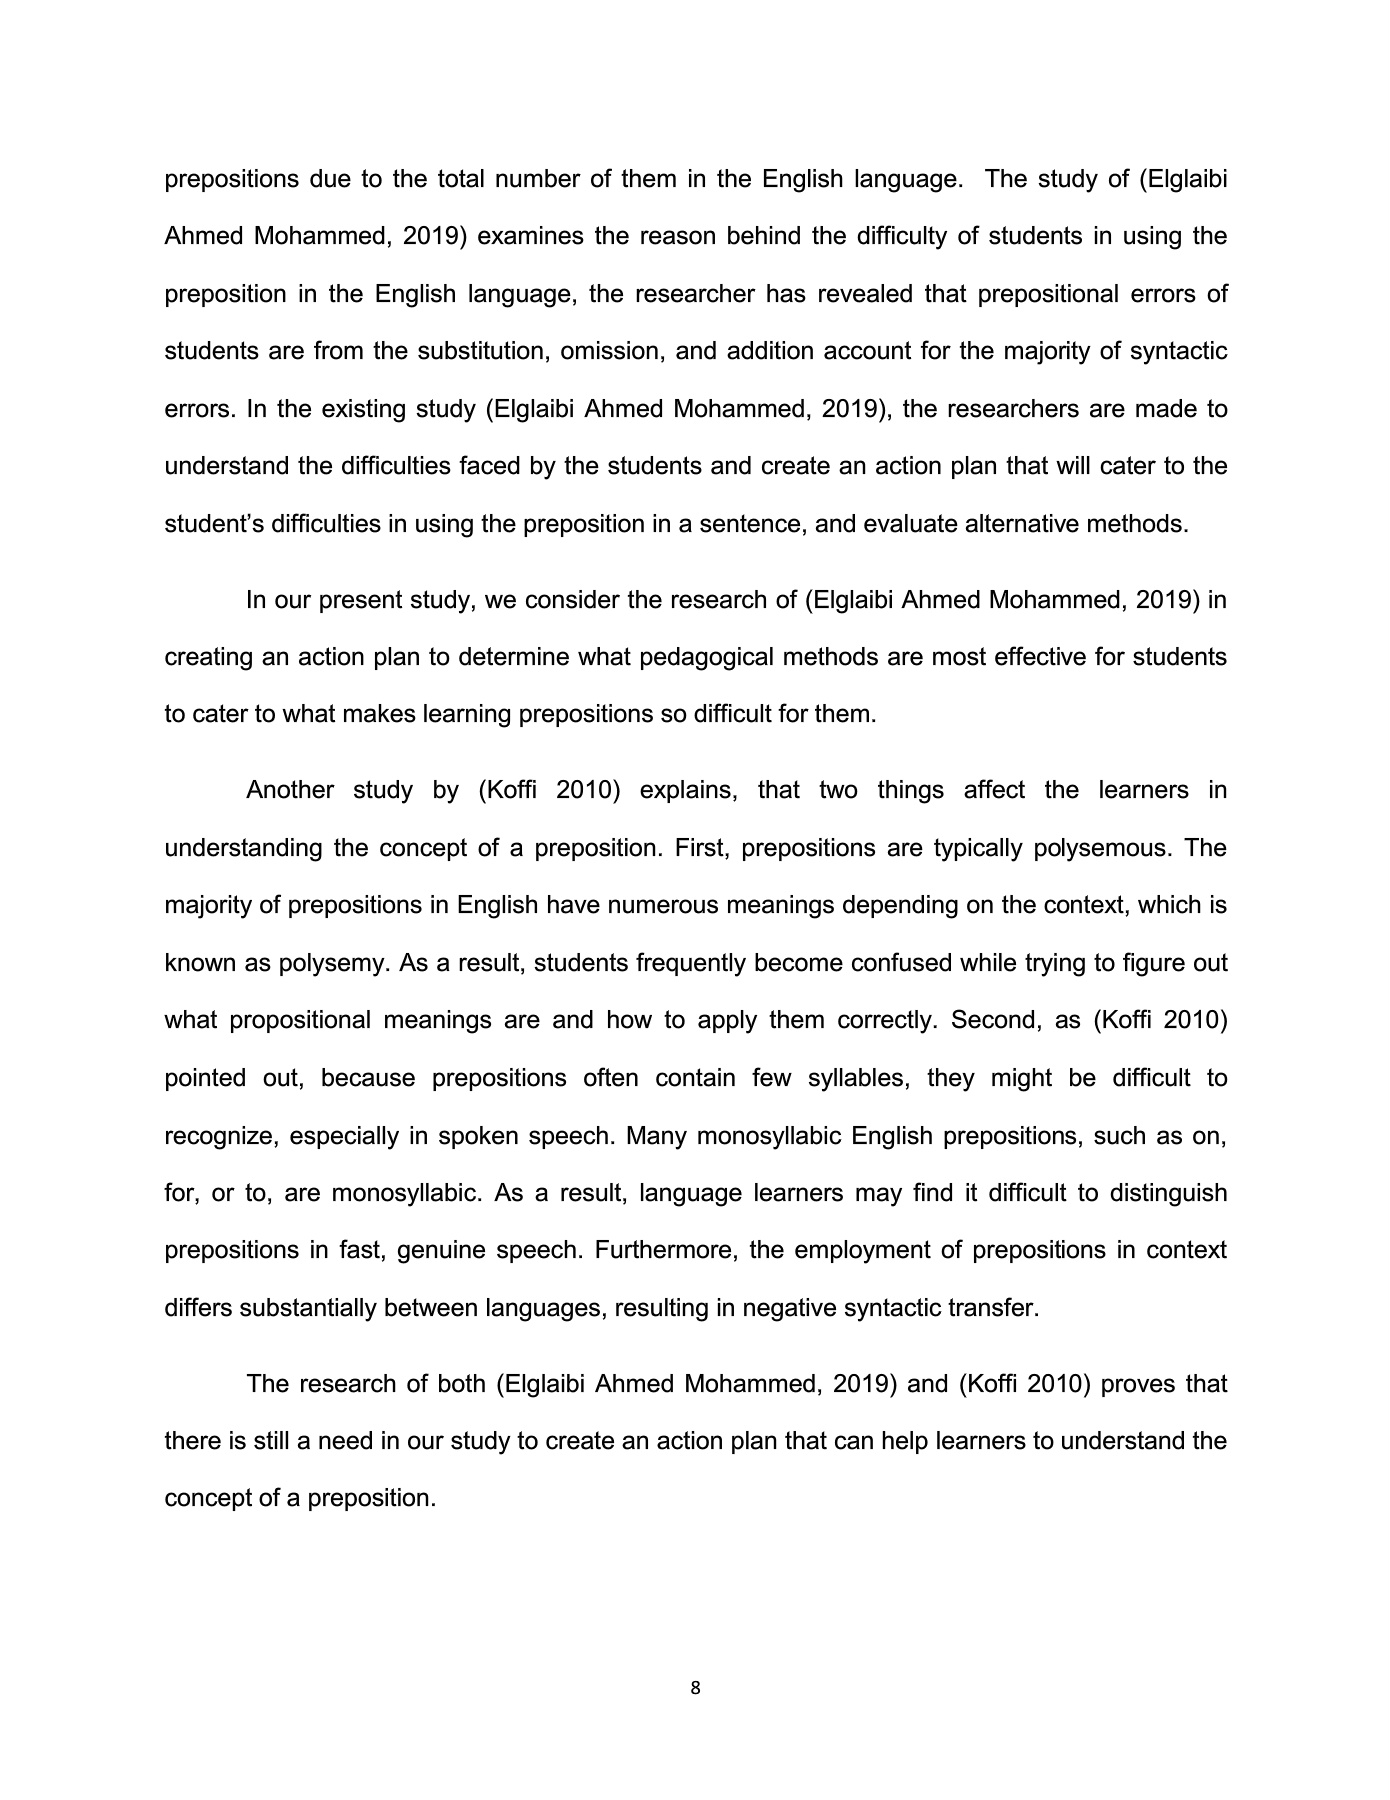 prepositions due to the total number of them in the English language.  The study of (Elglaibi
Ahmed Mohammed, 2019) examines the reason behind the difficulty of students in using the
preposition in the English language, the researcher has revealed that prepositional errors of
students are from the substitution, omission, and addition account for the majority of syntactic
errors. In the existing study (Elglaibi Ahmed Mohammed, 2019), the researchers are made to
understand the difficulties faced by the students and create an action plan that will cater to the
student’s difficulties in using the preposition in a sentence, and evaluate alternative methods.
In our present study, we consider the research of (Elglaibi Ahmed Mohammed, 2019) in
creating an action plan to determine what pedagogical methods are most effective for students
to cater to what makes learning prepositions so difficult for them.
Another study by (Koffi 2010) explains, that two things affect the learners in
understanding the concept of a preposition. First, prepositions are typically polysemous. The
majority of prepositions in English have numerous meanings depending on the context, which is
known as polysemy. As a result, students frequently become confused while trying to figure out
what propositional meanings are and how to apply them correctly. Second, as (Koffi 2010)
pointed out, because prepositions often contain few syllables, they might be difficult to
recognize, especially in spoken speech. Many monosyllabic English prepositions, such as on,
for, or to, are monosyllabic. As a result, language learners may find it difficult to distinguish
prepositions in fast, genuine speech. Furthermore, the employment of prepositions in context
differs substantially between languages, resulting in negative syntactic transfer.
The research of both (Elglaibi Ahmed Mohammed, 2019) and (Koffi 2010) proves that
there is still a need in our study to create an action plan that can help learners to understand the
concept of a preposition.
8